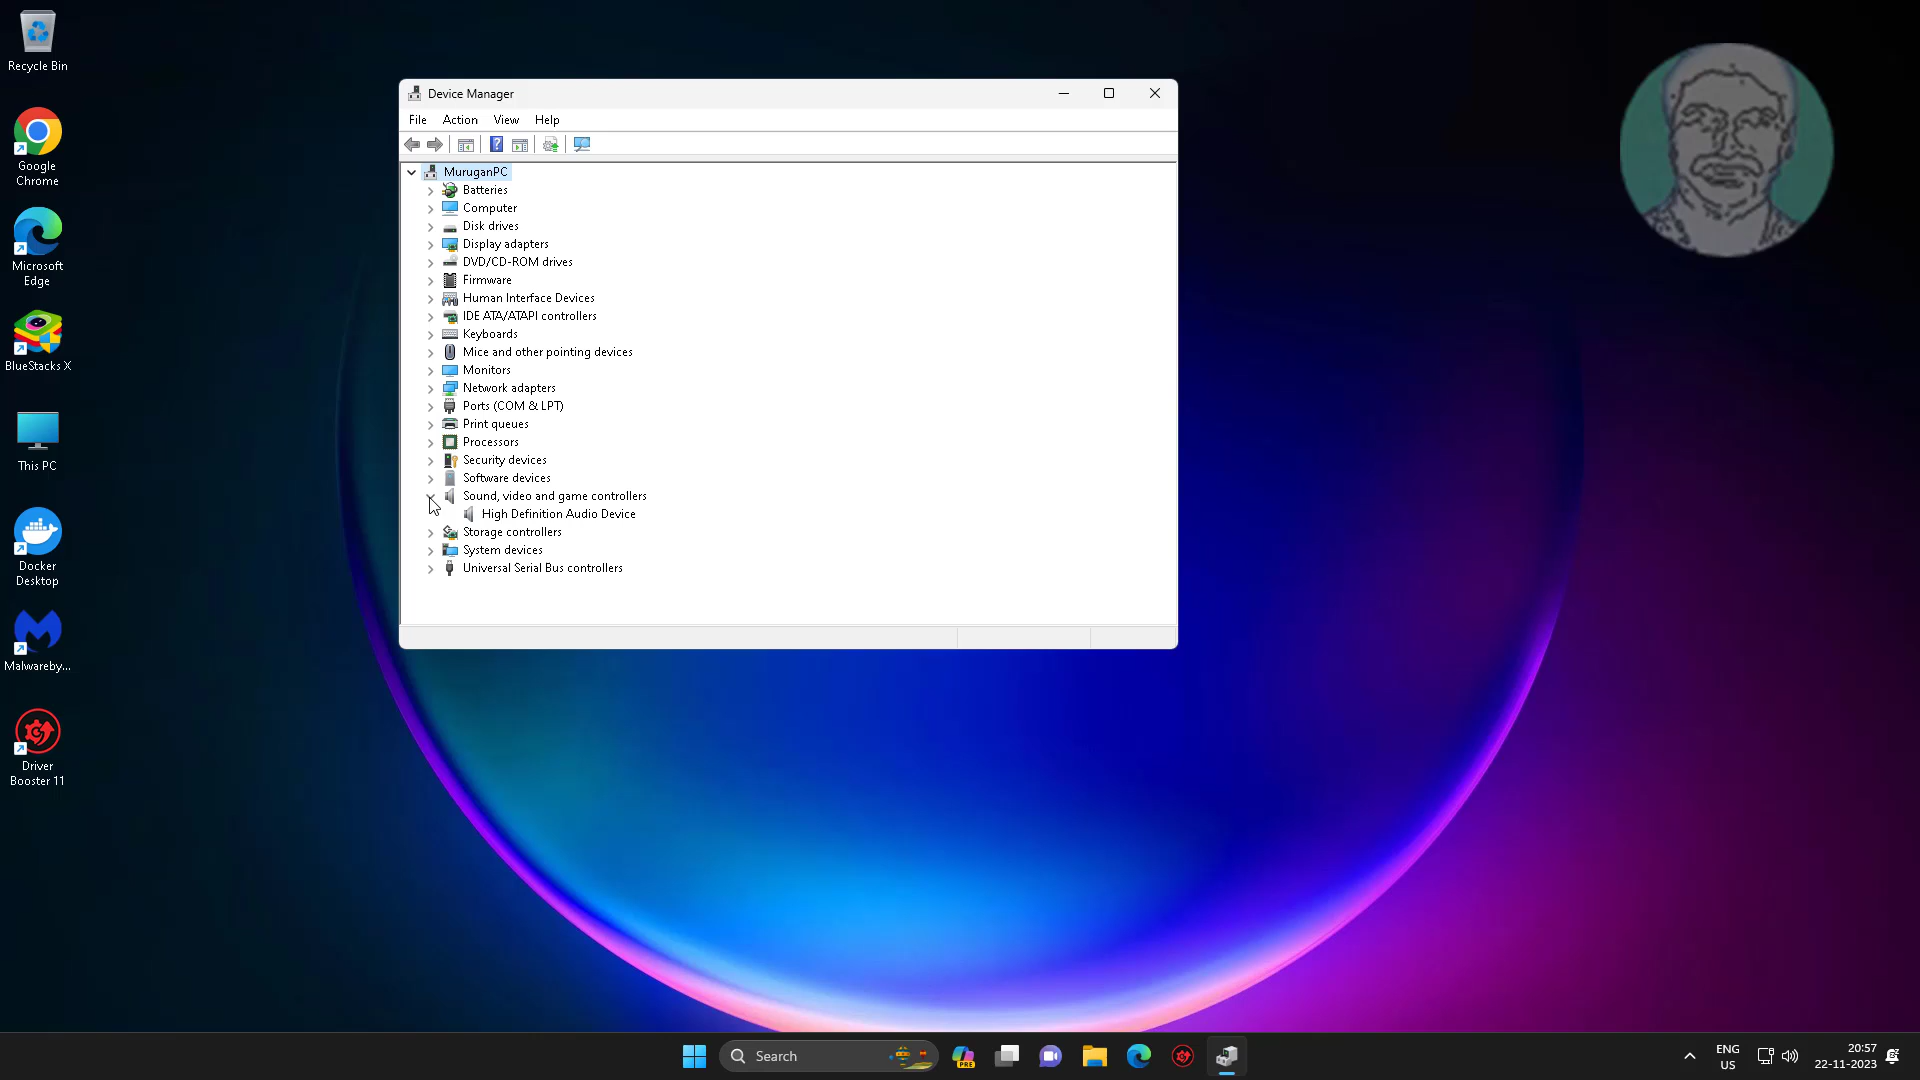 Recycle Bin
Google
Chrome
Microsoft
Edge
BlueStacks X
This PC
Docker
Desktop
Malwareby...
Driver
Booster 11
Device Manager
File Action View Help
MuruganPC
Batteries
Computer
Disk drives
Display adapters
DVD/CD-ROM drives
Firmware
Human Interface Devices
IDE ATA/ATAPI controllers
Keyboards
Mice and other pointing devices
Monitors
Network adapters
Ports (COM & LPT)
Print queues
Processors
Security devices
Software devices
Sound, video and game controllers
High Definition Audio Device
Storage controllers
System devices
Universal Serial Bus controllers
Search
PRE
ENG
US
20:57
22-11-2023